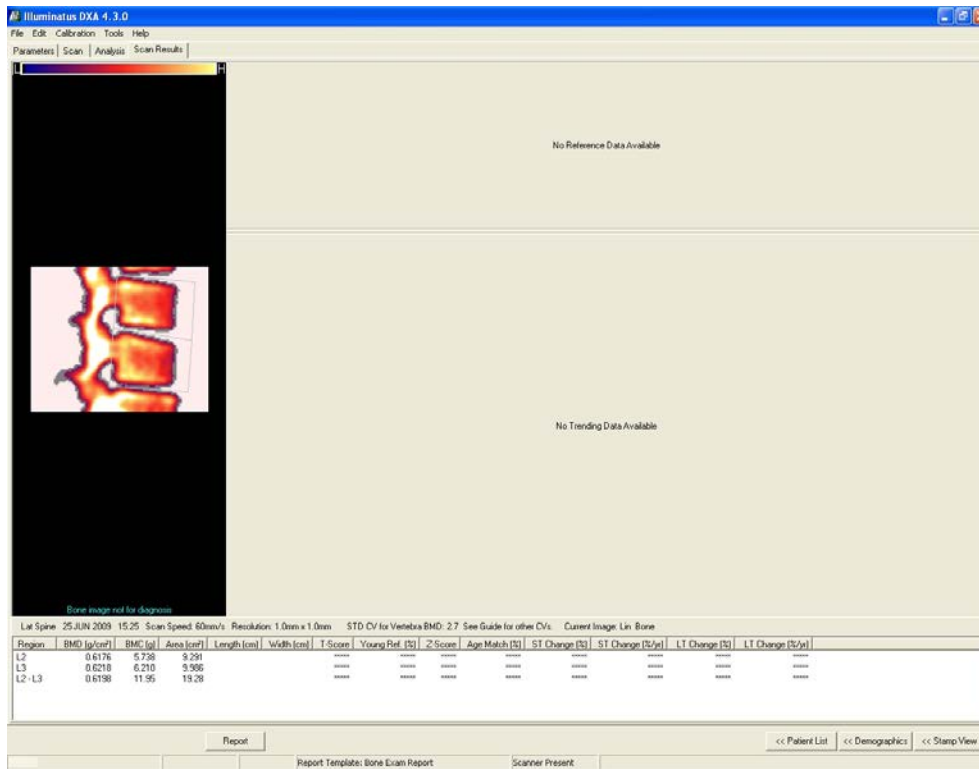 Illuminatus DXA 4.3.0
File Edit Calibration Tools Help
Parameters Scan Analysis Scan Results
L H
No Reference Data Available
No Trending Data Available
Bone image not for diagnosis
Lat Spine 25 JUN 2009 15:25 Scan Speed: 60mm/s Resolution: 1.0mm x 1.0mm STD CV for Vertebra BMD: 2.7 See Guide for other CVs. Current Image: Lin Bone
Region BMD [g/cm²] BMC [g] Area [cm²] Length [cm] Width [cm] T-Score Young Ref. [%] Z-Score Age Match [%] ST Change [%] ST Change [%/yr] LT Change [%] LT Change [%/yr]
L2 0.6176 5.738 9.291 ***** ***** ***** ***** ***** ***** ***** *****
L3 0.6218 6.210 9.986 ***** ***** ***** ***** ***** ***** ***** *****
L2 - L3 0.6198 11.95 19.28 ***** ***** ***** ***** ***** ***** ***** *****
Report << Patient List << Demographics << Stamp View
Report Template: Bone Exam Report Scanner Present